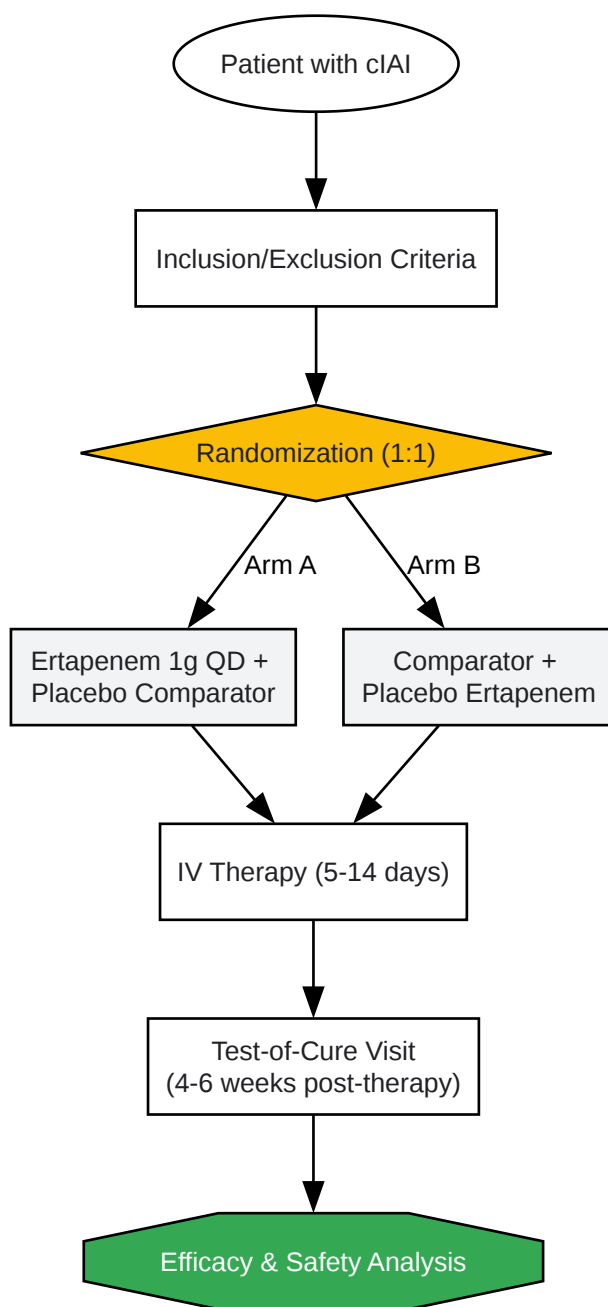 Patient with cIAI
Inclusion/Exclusion Criteria
Randomization (1:1)
Arm A
Arm B
Ertapenem 1g QD +
Placebo Comparator
Comparator +
Placebo Ertapenem
IV Therapy (5-14 days)
Test-of-Cure Visit
(4-6 weeks post-therapy)
Efficacy & Safety Analysis